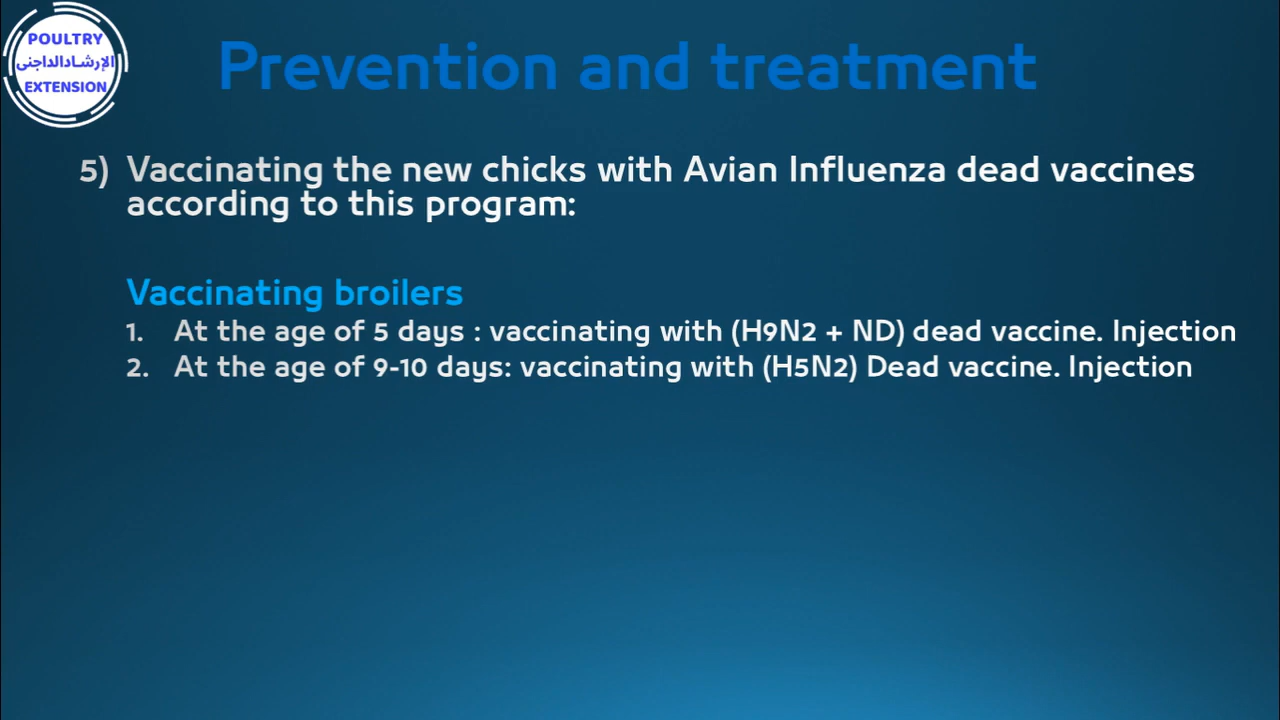 POULTRY
الإرشادالداجنى
EXTENSION
Prevention and treatment
5) Vaccinating the new chicks with Avian Influenza dead vaccines
according to this program:
Vaccinating broilers
1. At the age of 5 days : vaccinating with (H9N2 + ND) dead vaccine. Injection
2. At the age of 9-10 days: vaccinating with (H5N2) Dead vaccine. Injection